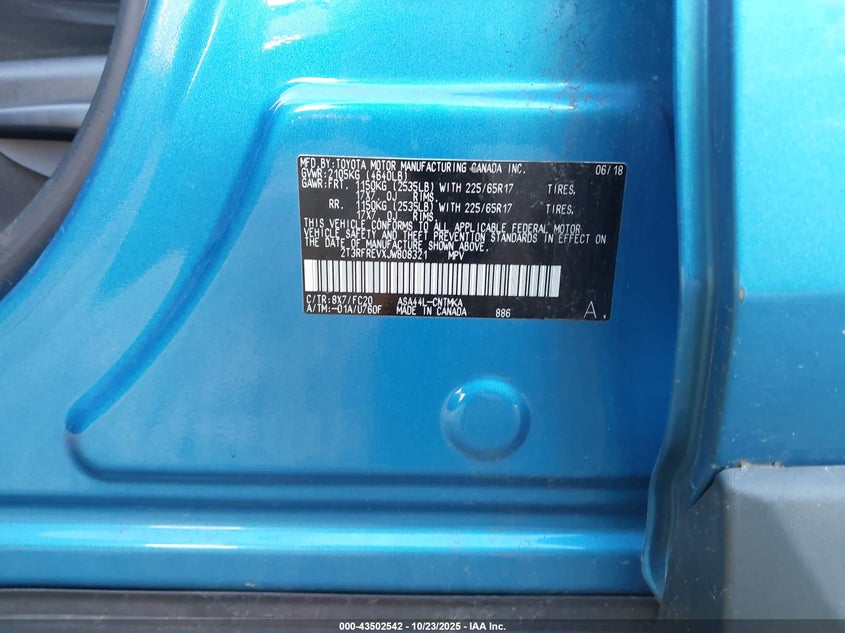 MFD.BY: TOYOTA MOTOR MANUFACTURING CANADA INC. 06/18
GVWR: 2105KG (4640LB)
GAWR: FRT. 1150KG (2535LB) WITH 225/65R17 TIRES,
17X7 0J RIMS.
RR. 1150KG (2535LB) WITH 225/65R17 TIRES,
17X7 0J RIMS.
THIS VEHICLE CONFORMS TO ALL APPLICABLE FEDERAL MOTOR
VEHICLE SAFETY AND THEFT PREVENTION STANDARDS IN EFFECT ON
THE DATE OF MANUFACTURE SHOWN ABOVE.
2T3RFREVXJW808321 MPV
C/TR: 8X7/FC20 ASA44L-CNTMKA
A/TM: -01A/U760F MADE IN CANADA 886 A
000-43502542 - 10/23/2025 - IAA Inc.